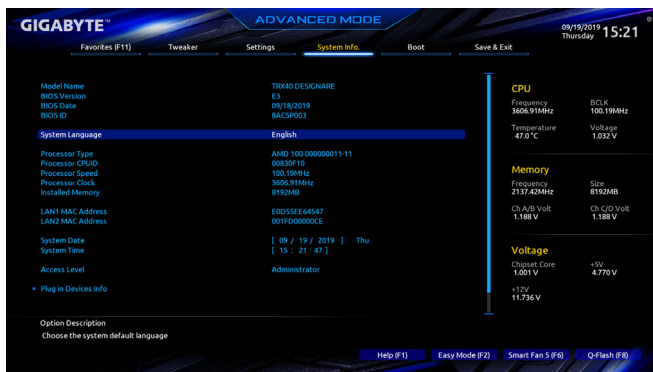 GIGABYTE™
ADVANCED MODE
09/19/2019 15:21
Thursday
Favorites (F11) Tweaker Settings System Info. Boot Save & Exit
Model Name TRX40 DESIGNARE
BIOS Version E3
BIOS Date 09/18/2019
BIOS ID 8ACSP003
System Language English
Processor Type AMD 100-000000011-11
Processor CPUID 00830F10
Processor Speed 100.19MHz
Processor Clock 3606.91MHz
Installed Memory 8192MB
LAN1 MAC Address E0D55EE64547
LAN2 MAC Address 001FD00000CE
System Date [ 09 / 19 / 2019 ] Thu
System Time [ 15 : 21 : 47 ]
Access Level Administrator
Plug in Devices Info
CPU
Frequency BCLK
3606.91MHz 100.19MHz
Temperature Voltage
47.0 °C 1.032 V
Memory
Frequency Size
2137.42MHz 8192MB
Ch A/B Volt Ch C/D Volt
1.188 V 1.188 V
Voltage
Chipset Core +5V
1.001 V 4.770 V
+12V
11.736 V
Option Description
Choose the system default language
Help (F1) Easy Mode (F2) Smart Fan 5 (F6) Q-Flash (F8)